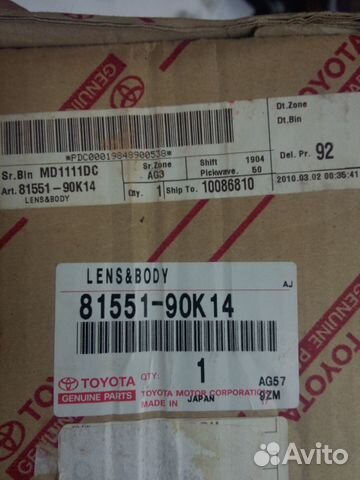 GENUINE
TOYOTA
*PDC00019848900538*
Sr.Bin MD1111DC
Sr.Zone
AG3
Shift 1904
Pickwave. 50
Dt.Zone
Dt.Bin
Del. Pr. 92
Art. 81551-90K14
LENS&BODY
Qty. 1
Ship To. 10086810
2010.03.02 00:35:41
LENS&BODY
AJ
81551-90K14
TOYOTA
GENUINE PARTS
QTY: 1
TOYOTA MOTOR CORPORATION
MADE IN JAPAN
AG57
9ZM
Avito